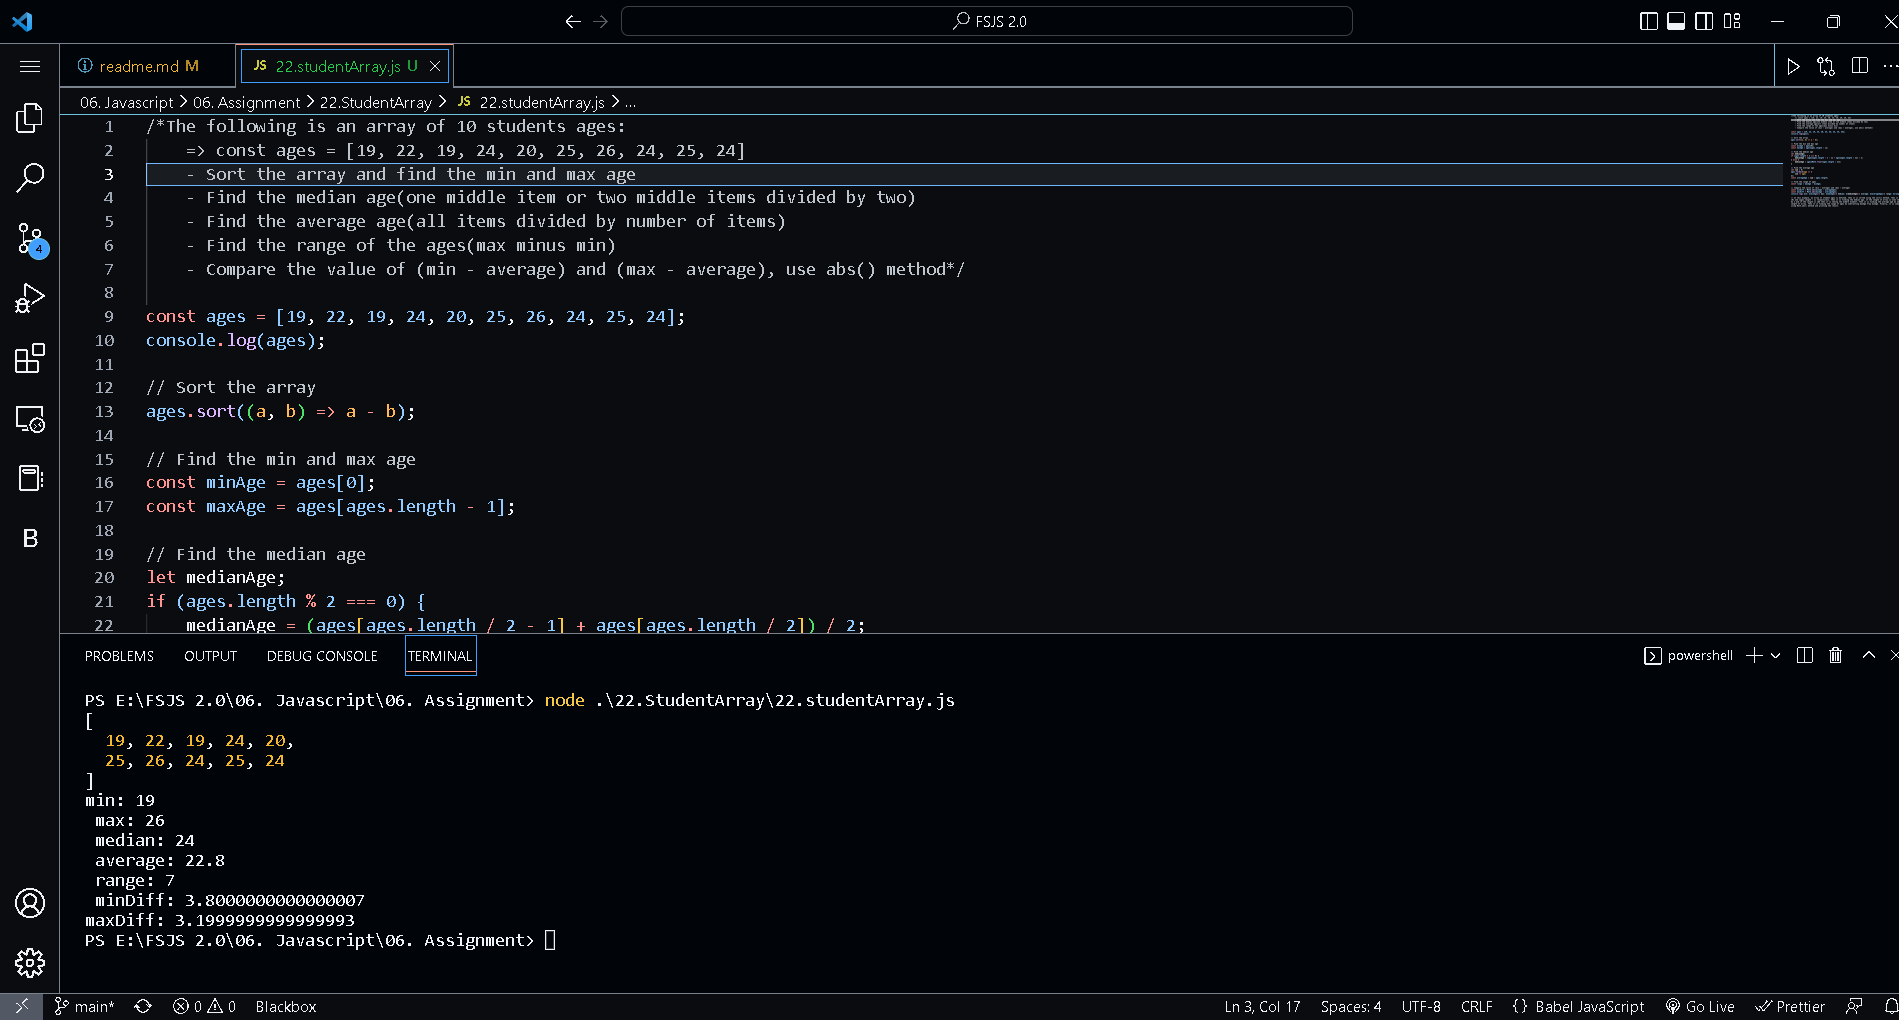 FSJS 2.0
readme.md M
JS 22.studentArray.js U
06. Javascript > 06. Assignment > 22.StudentArray > JS 22.studentArray.js > ...
1 /*The following is an array of 10 students ages:
2 => const ages = [19, 22, 19, 24, 20, 25, 26, 24, 25, 24]
3 - Sort the array and find the min and max age
4 - Find the median age(one middle item or two middle items divided by two)
5 - Find the average age(all items divided by number of items)
6 - Find the range of the ages(max minus min)
7 - Compare the value of (min - average) and (max - average), use abs() method*/
8
9 const ages = [19, 22, 19, 24, 20, 25, 26, 24, 25, 24];
10 console.log(ages);
11
12 // Sort the array
13 ages.sort((a, b) => a - b);
14
15 // Find the min and max age
16 const minAge = ages[0];
17 const maxAge = ages[ages.length - 1];
18
19 // Find the median age
20 let medianAge;
21 if (ages.length % 2 === 0) {
22 medianAge = (ages[ages.length / 2 - 1] + ages[ages.length / 2]) / 2;
4
B
PROBLEMS OUTPUT DEBUG CONSOLE TERMINAL
powershell
PS E:\FSJS 2.0\06. Javascript\06. Assignment> node .\22.StudentArray\22.studentArray.js
[
19, 22, 19, 24, 20,
25, 26, 24, 25, 24
]
min: 19
max: 26
median: 24
average: 22.8
range: 7
minDiff: 3.8000000000000007
maxDiff: 3.1999999999999993
PS E:\FSJS 2.0\06. Javascript\06. Assignment>
main* 0 0 Blackbox
Ln 3, Col 17 Spaces: 4 UTF-8 CRLF {} Babel JavaScript Go Live Prettier